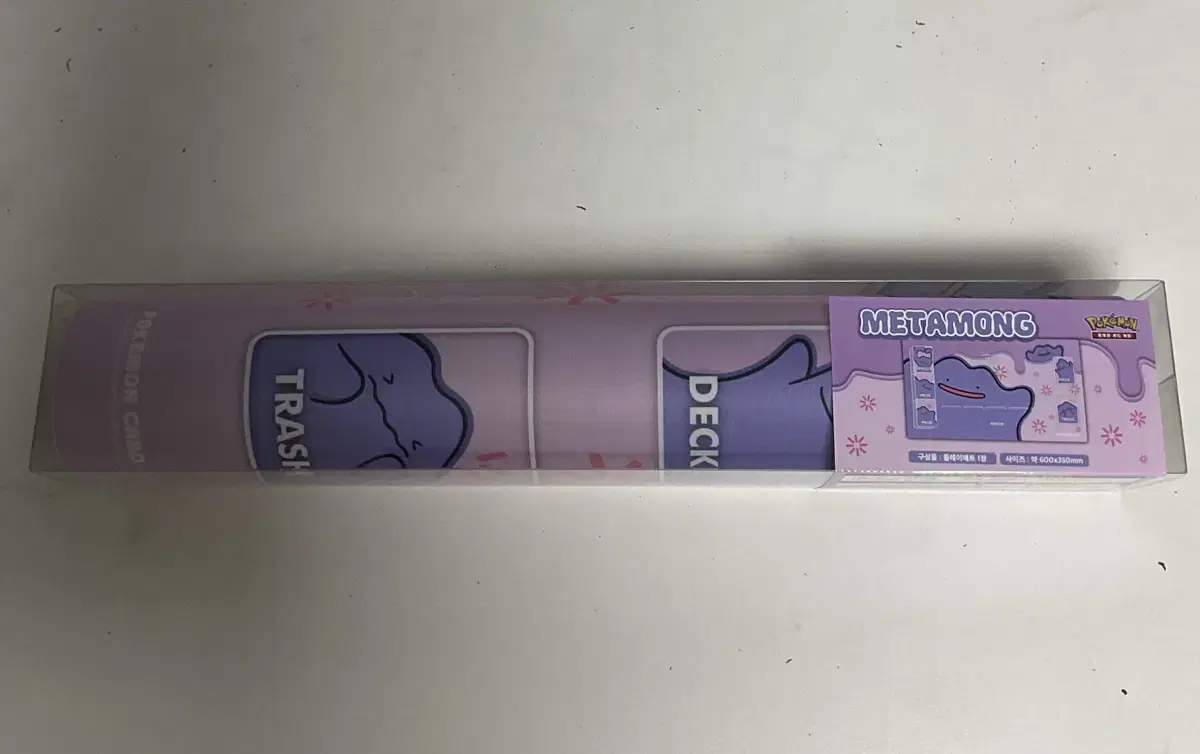 POKÉMON CARD
TRASH
DECK
METAMONG
POKÉMON
구성품 : 플레이매트 1장
사이즈 : 약 600x350mm